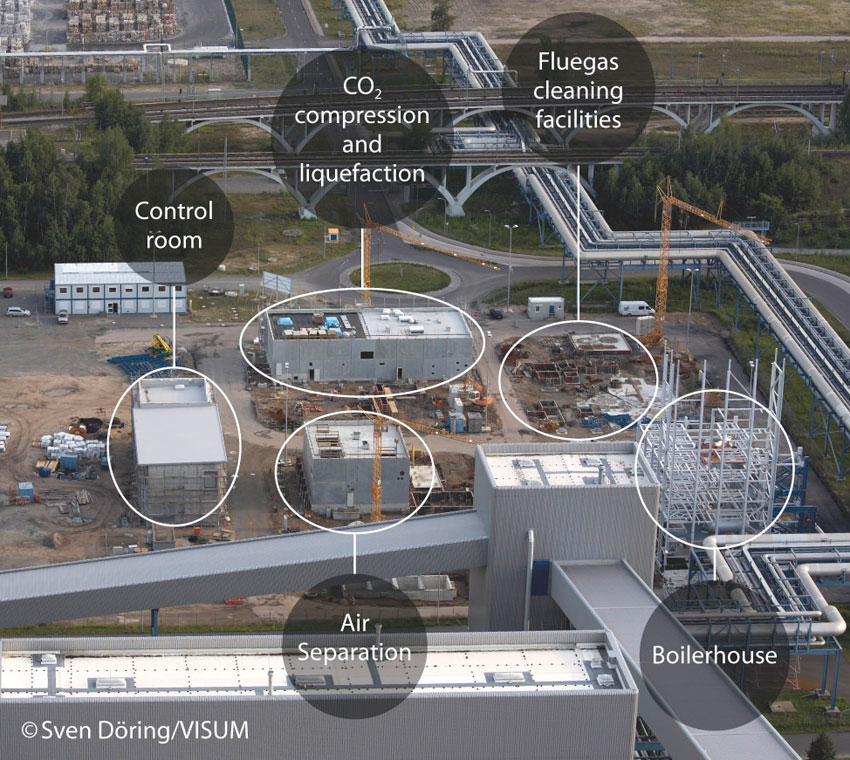 CO₂
compression
and
liquefaction
Fluegas
cleaning
facilities
Control
room
Air
Separation
Boilerhouse
© Sven Döring/VISUM